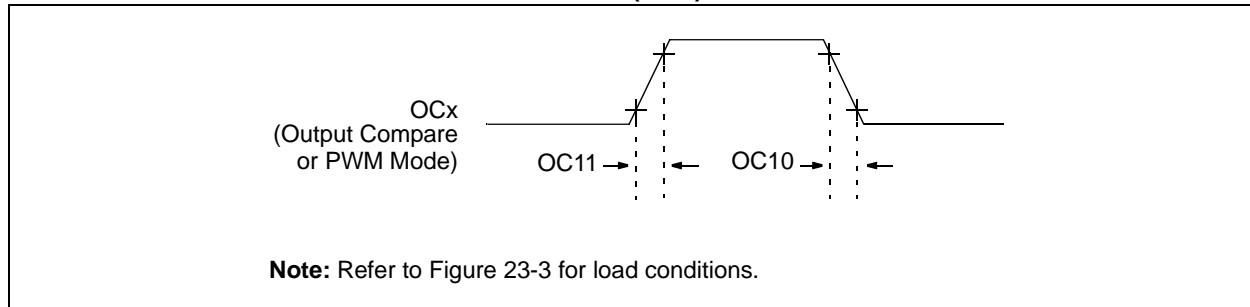 OCx
(Output Compare
or PWM Mode)
OC11
OC10
Note: Refer to Figure 23-3 for load conditions.